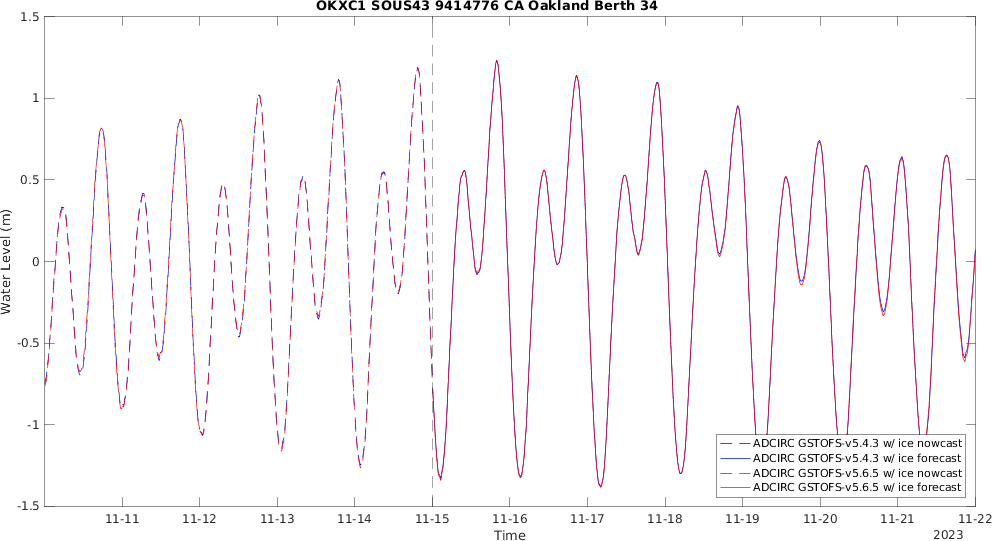 OKXC1 SOUS43 9414776 CA Oakland Berth 34
1.5
1
0.5
0
-0.5
-1
-1.5
Water Level (m)
11-11
11-12
11-13
11-14
11-15
11-16
11-17
11-18
11-19
11-20
11-21
11-22
Time
2023
ADCIRC GSTOFS-v5.4.3 w/ ice nowcast
ADCIRC GSTOFS-v5.4.3 w/ ice forecast
ADCIRC GSTOFS-v5.6.5 w/ ice nowcast
ADCIRC GSTOFS-v5.6.5 w/ ice forecast